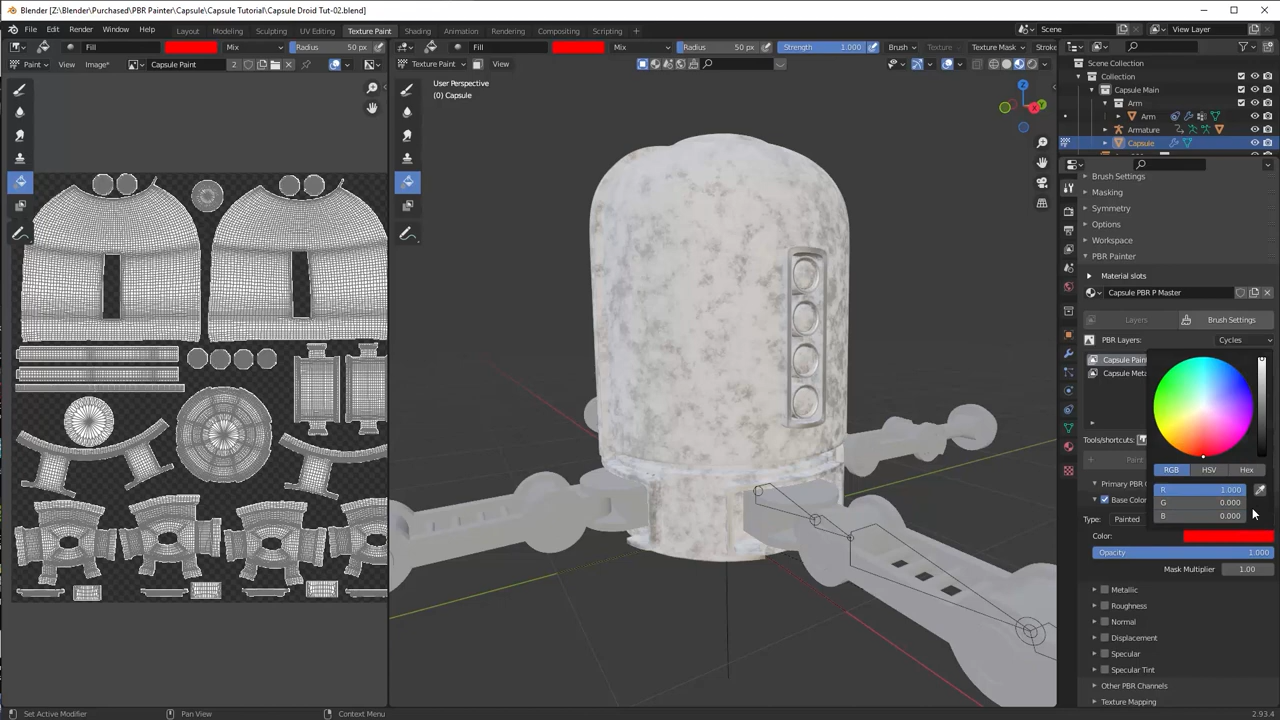 Blender [Z:\Blender\Purchased\PBR Painter\Capsule\Capsule Tutorial\Capsule Droid Tut-02.blend]
File Edit Render Window Help Layout Modeling Sculpting UV Editing Texture Paint Shading Animation Rendering Compositing Scripting Scene View Layer
Fill Mix Radius 50 px Fill Mix Radius 50 px Strength 1.000 Brush Texture Texture Mask Stroke
Paint View Image* Capsule Paint 2 Texture Paint View
Scene Collection
Collection
Capsule Main
Arm
Arm
Armature
Capsule
User Perspective
(0) Capsule
X
Y
Z
Brush Settings
Masking
Symmetry
Options
Workspace
PBR Painter
Material slots
Capsule PBR P Master
Layers Brush Settings
PBR Layers: Cycles
Capsule Pain
Capsule Meta
Tools/shortcuts:
Paint
RGB HSV Hex
Primary PBR C
R 1.000
Base Color
G 0.000
B 0.000
Type: Painted
Color:
Opacity 1.000
Mask Multiplier 1.00
Metallic
Roughness
Normal
Displacement
Specular
Specular Tint
Other PBR Channels
Texture Mapping
Set Active Modifier Pan View Context Menu 2.93.4